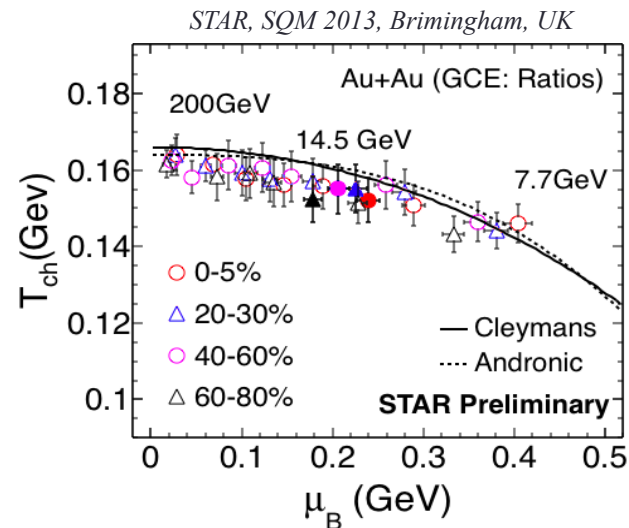 STAR, SQM 2013, Brimingham, UK
Au+Au (GCE: Ratios)
200GeV
14.5 GeV
7.7GeV
0.18
0.16
0.14
0.12
0.1
T_ch(GeV)
0-5%
20-30%
40-60%
60-80%
Cleymans
Andronic
STAR Preliminary
0 0.1 0.2 0.3 0.4 0.5
μ_B (GeV)